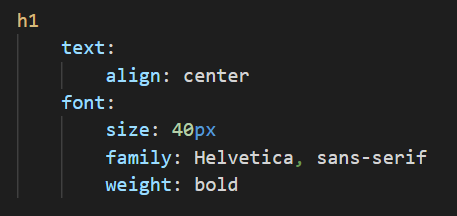 h1
    text:
        align: center
    font:
        size: 40px
        family: Helvetica, sans-serif
        weight: bold